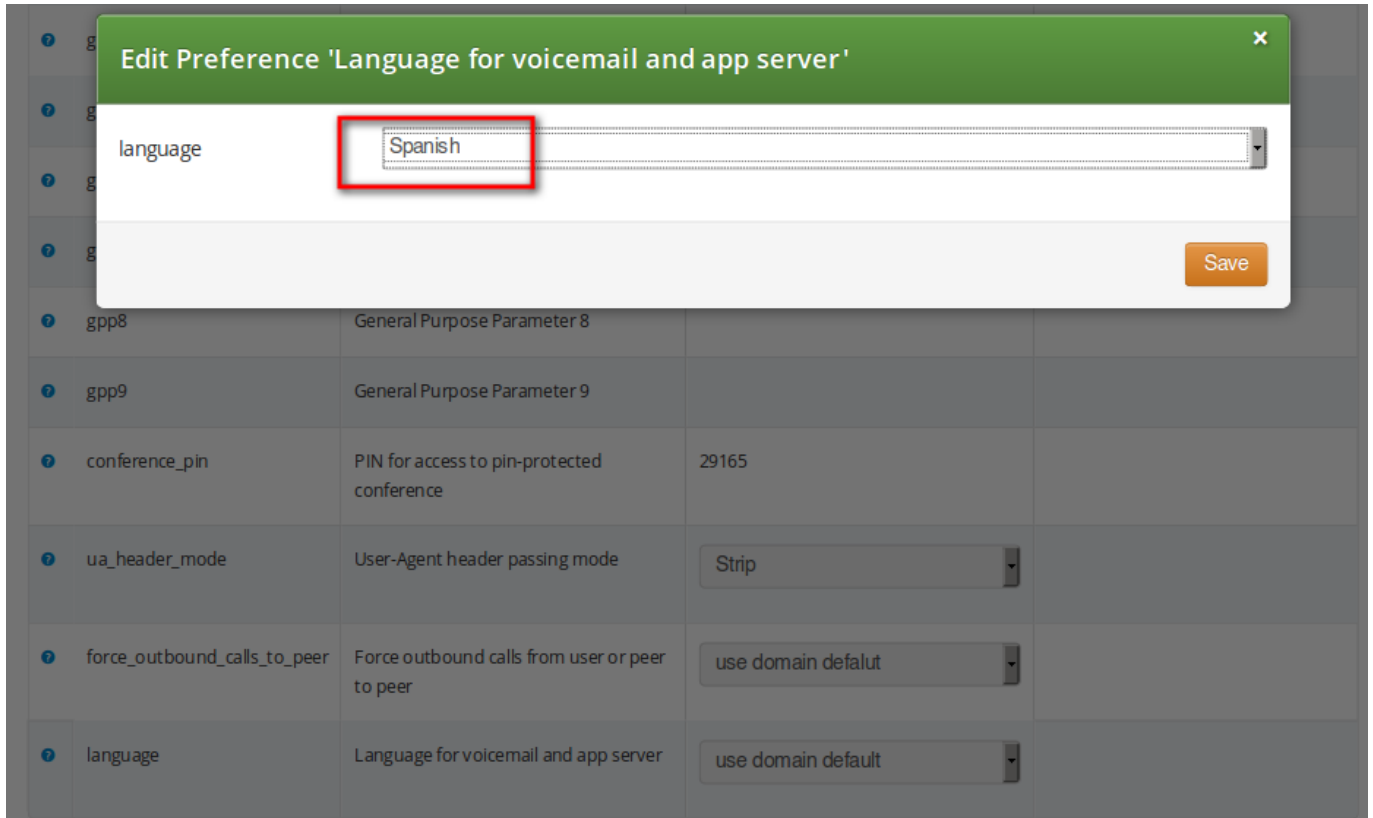 Edit Preference 'Language for voicemail and app server'
×
language
Spanish
Save
gpp8
General Purpose Parameter 8
gpp9
General Purpose Parameter 9
conference_pin
PIN for access to pin-protected
conference
29165
ua_header_mode
User-Agent header passing mode
Strip
force_outbound_calls_to_peer
Force outbound calls from user or peer
to peer
use domain defalut
language
Language for voicemail and app server
use domain default